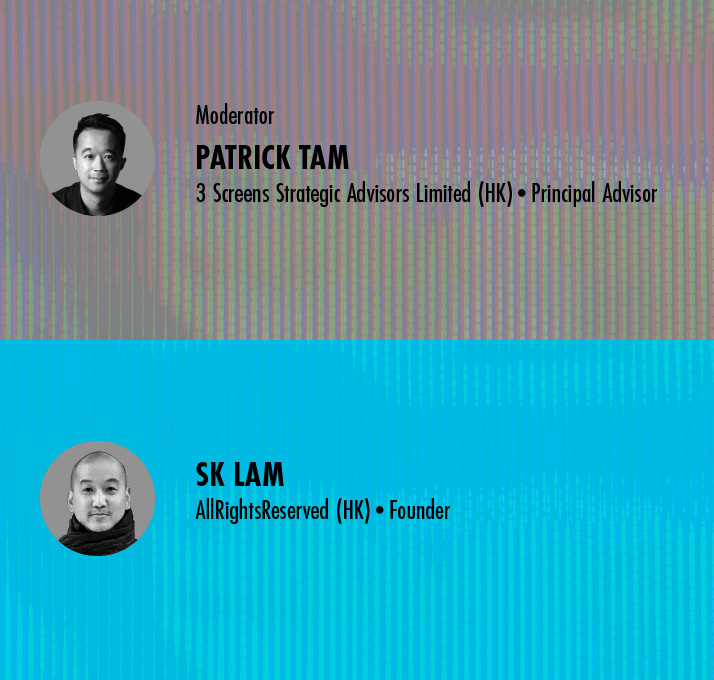 Moderator
PATRICK TAM
3 Screens Strategic Advisors Limited (HK) • Principal Advisor
SK LAM
AllRightsReserved (HK) • Founder